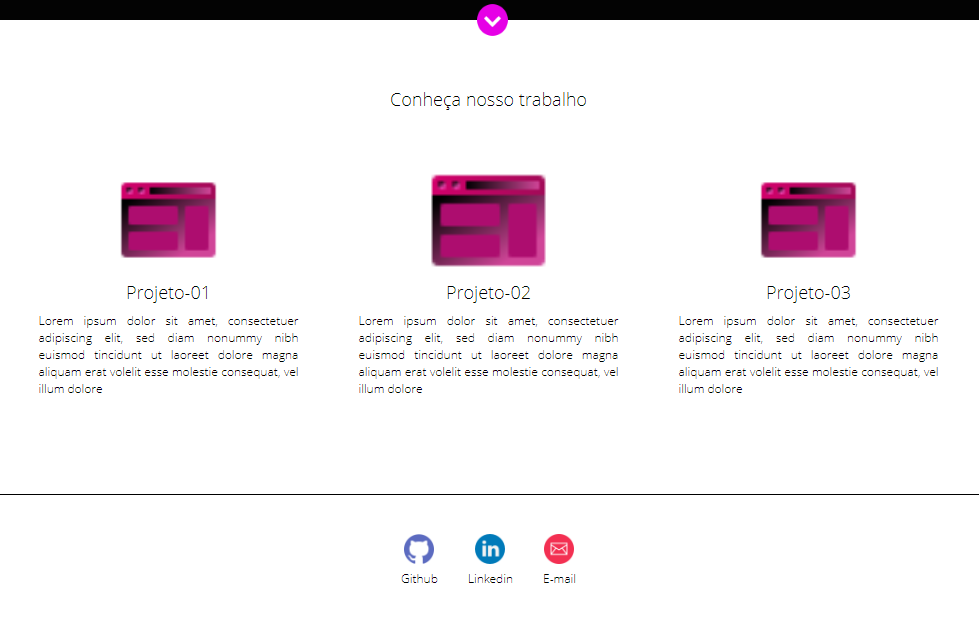 Conheça nosso trabalho
Projeto-01
Lorem ipsum dolor sit amet, consectetuer
adipiscing elit, sed diam nonummy nibh
euismod tincidunt ut laoreet dolore magna
aliquam erat volelit esse molestie consequat, vel
illum dolore
Projeto-02
Lorem ipsum dolor sit amet, consectetuer
adipiscing elit, sed diam nonummy nibh
euismod tincidunt ut laoreet dolore magna
aliquam erat volelit esse molestie consequat, vel
illum dolore
Projeto-03
Lorem ipsum dolor sit amet, consectetuer
adipiscing elit, sed diam nonummy nibh
euismod tincidunt ut laoreet dolore magna
aliquam erat volelit esse molestie consequat, vel
illum dolore
in
Github
Linkedin
E-mail